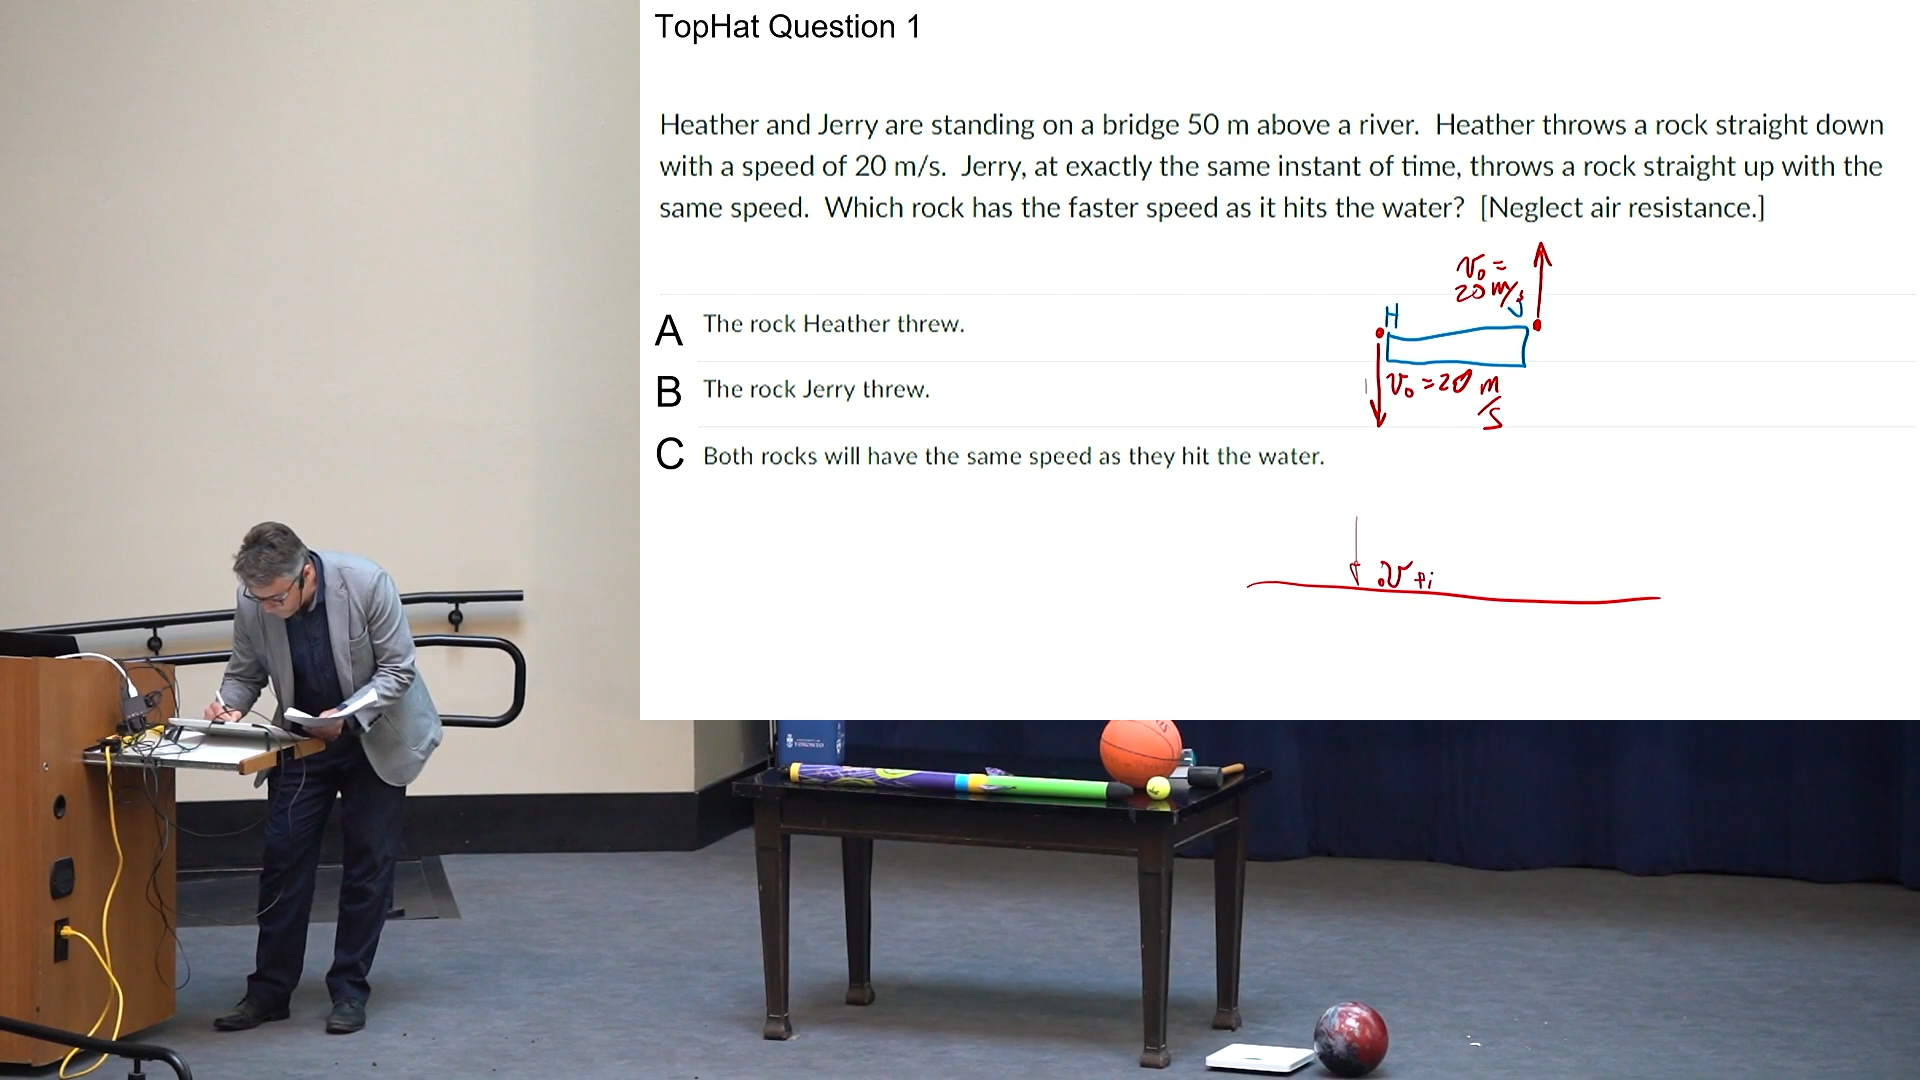 TopHat Question 1
Heather and Jerry are standing on a bridge 50 m above a river. Heather throws a rock straight down
with a speed of 20 m/s. Jerry, at exactly the same instant of time, throws a rock straight up with the
same speed. Which rock has the faster speed as it hits the water? [Neglect air resistance.]
v₀ =
20 m/s
H
J
A The rock Heather threw.
v₀ = 20 m/s
B The rock Jerry threw.
C Both rocks will have the same speed as they hit the water.
TORONTO